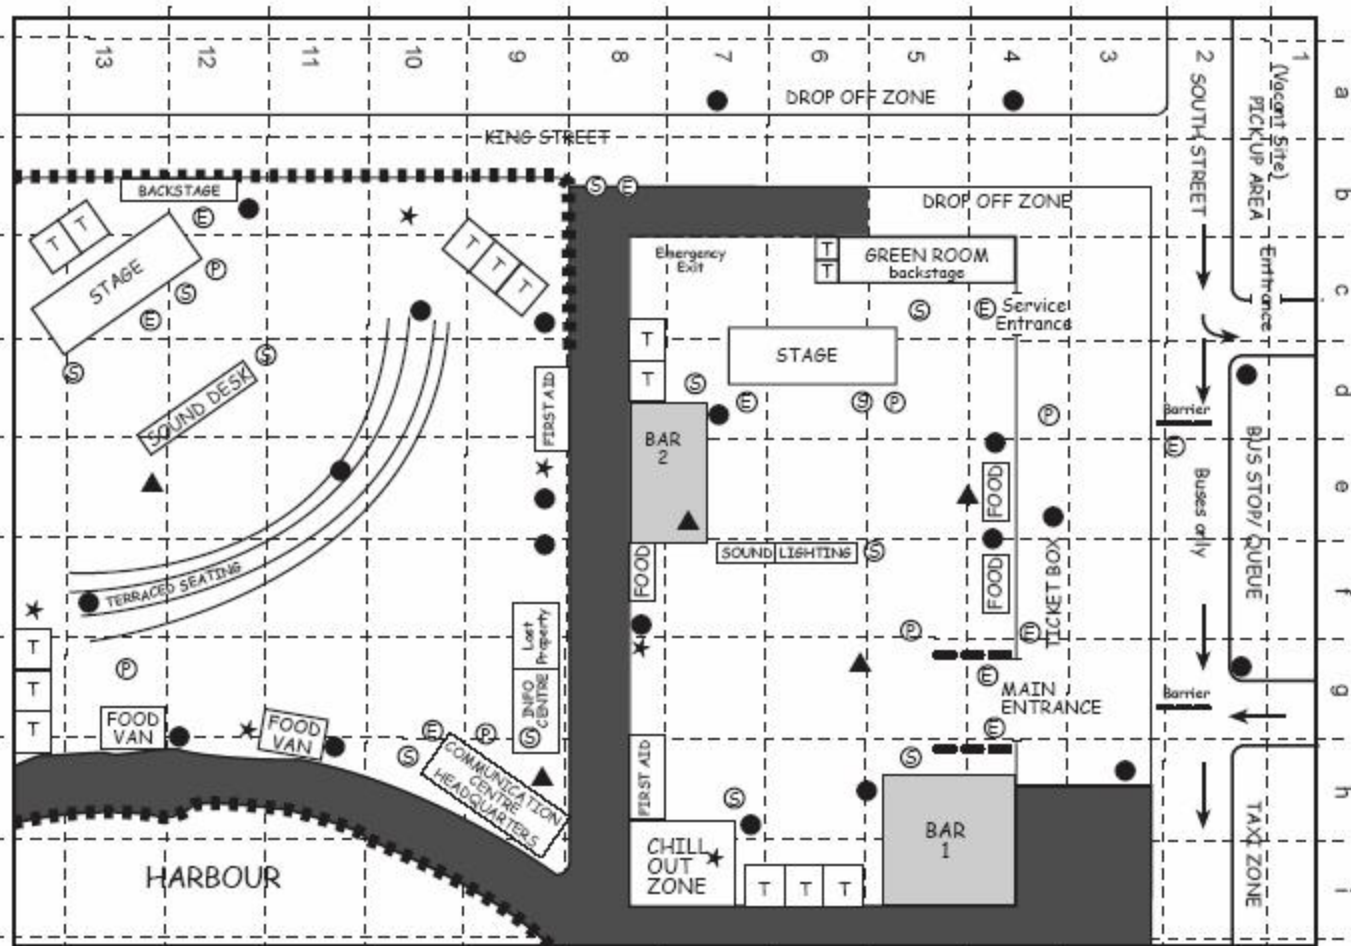 13 12 11 10 9 8 7 6 5 4 3 2 1
a
b
c
d
e
f
g
h
i
DROP OFF ZONE
KING STREET
SOUTH STREET
(Vacant Site)
PICK UP AREA
Enttrance
BACKSTAGE
T T
STAGE
E
P
S
E
S
S
SOUND DESK
T T T
S E
DROP OFF ZONE
Emergency
Exit
T
T
GREEN ROOM
backstage
S
E
Service
Entrance
T
T
STAGE
S
E
9
P
P
Barrier
E
FIRST AID
BAR
2
FOOD
FOOD
FOOD
SOUND LIGHTING
S
TICKET BOX
Buses only
BUS STOP/ QUEUE
TERRACED SEATING
T
T
T
P
Lost
Property
INFO
CENTRE
S
FOOD
VAN
FOOD
VAN
E
P
S
COMMUNICATION
CENTRE
HEADQUARTERS
P
E
E
MAIN
ENTRANCE
E
S
Barrier
FIRST AID
S
CHILL
OUT
ZONE
T T T
BAR
1
TAXI ZONE
HARBOUR